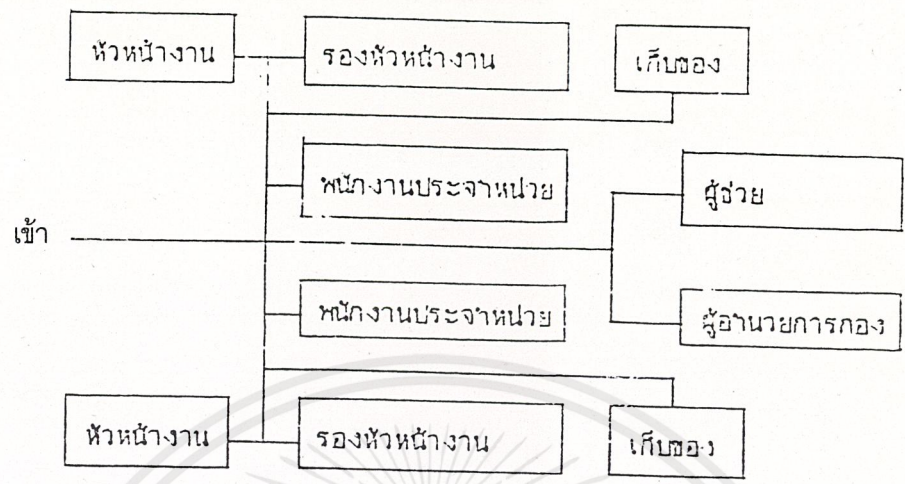 หัวหน้างาน รองหัวหน้างาน เก็บของ
พนักงานประจำหน่วย ผู้ช่วย
เข้า
พนักงานประจำหน่วย ผู้อำนวยการกอง
หัวหน้างาน รองหัวหน้างาน เก็บของ